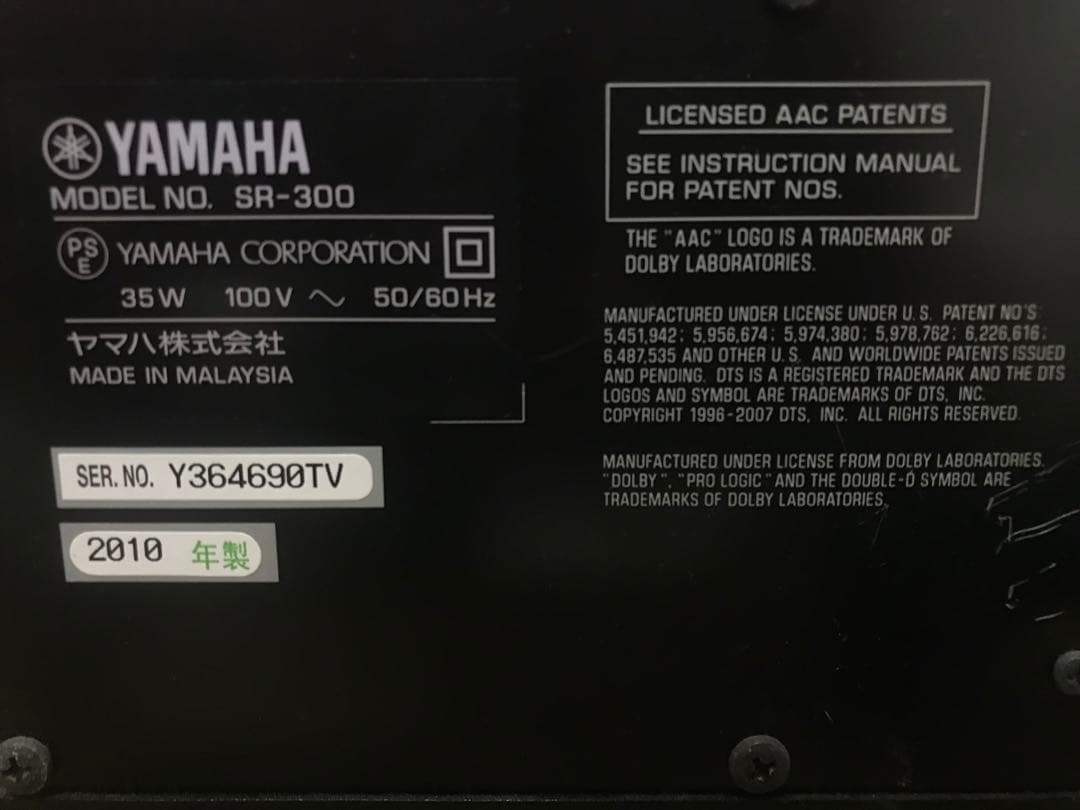 YAMAHA
MODEL NO. SR-300
PSE YAMAHA CORPORATION
35W 100V ～ 50/60Hz
ヤマハ株式会社
MADE IN MALAYSIA
SER. NO. Y364690TV
2010 年製
LICENSED AAC PATENTS
SEE INSTRUCTION MANUAL
FOR PATENT NOS.
THE "AAC" LOGO IS A TRADEMARK OF
DOLBY LABORATORIES.
MANUFACTURED UNDER LICENSE UNDER U.S. PATENT NO'S:
5,451,942; 5,956,674; 5,974,380; 5,978,762; 6,226,616;
6,487,535 AND OTHER U.S. AND WORLDWIDE PATENTS ISSUED
AND PENDING. DTS IS A REGISTERED TRADEMARK AND THE DTS
LOGOS AND SYMBOL ARE TRADEMARKS OF DTS, INC.
COPYRIGHT 1996-2007 DTS, INC. ALL RIGHTS RESERVED.
MANUFACTURED UNDER LICENSE FROM DOLBY LABORATORIES.
"DOLBY", "PRO LOGIC" AND THE DOUBLE-D SYMBOL ARE
TRADEMARKS OF DOLBY LABORATORIES.